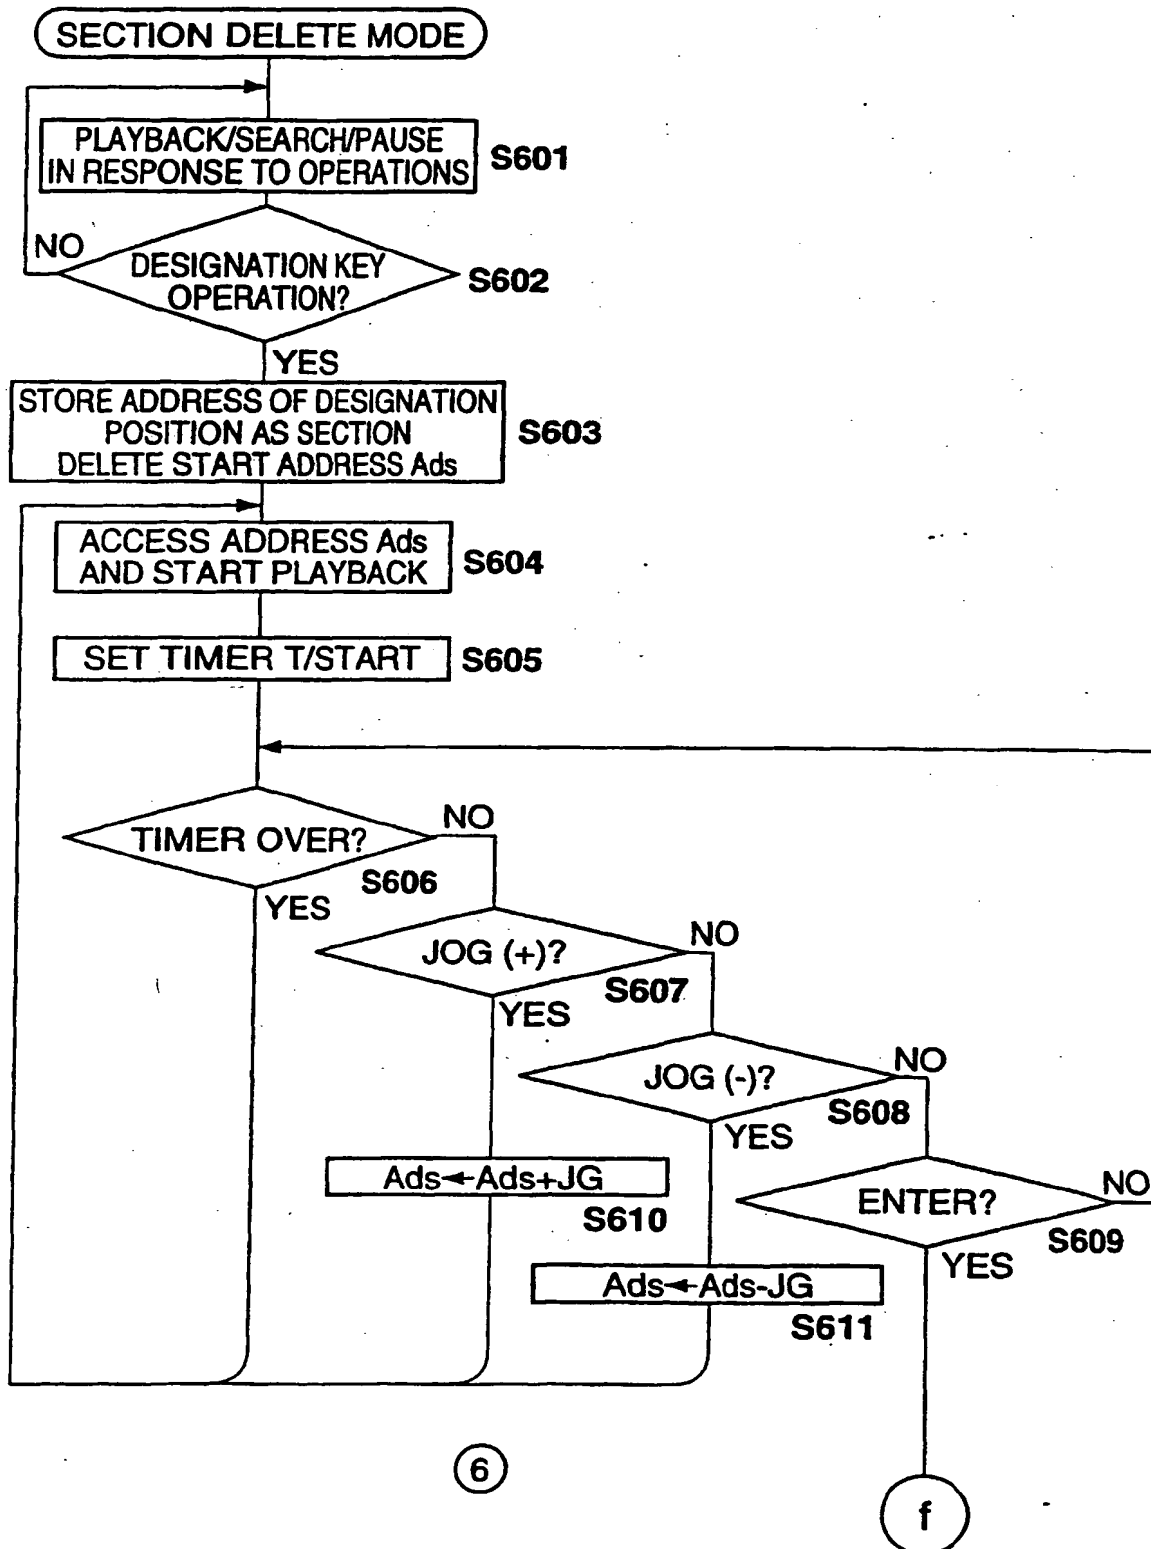 SECTION DELETE MODE
PLAYBACK/SEARCH/PAUSE
IN RESPONSE TO OPERATIONS
S601
NO
DESIGNATION KEY
OPERATION?
S602
YES
STORE ADDRESS OF DESIGNATION
POSITION AS SECTION
DELETE START ADDRESS Ads
S603
ACCESS ADDRESS Ads
AND START PLAYBACK
S604
SET TIMER T/START
S605
TIMER OVER?
NO
S606
YES
JOG (+)?
NO
S607
YES
JOG (-)?
NO
S608
YES
Ads←Ads+JG
S610
ENTER?
NO
S609
YES
Ads←Ads-JG
S611
6
f